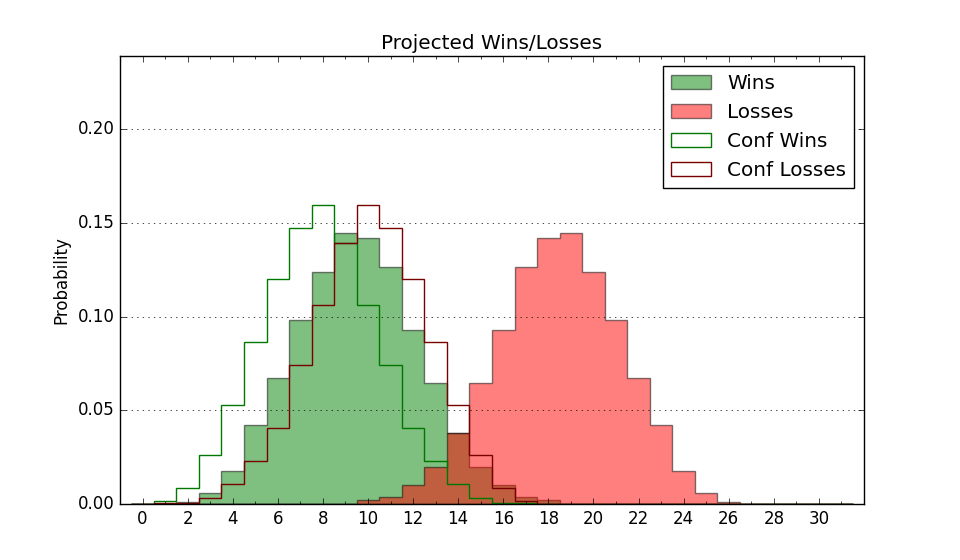 Projected Wins/Losses
Wins
Losses
Conf Wins
Conf Losses
Probability
0.20
0.15
0.10
0.05
0.00
0 2 4 6 8 10 12 14 16 18 20 22 24 26 28 30